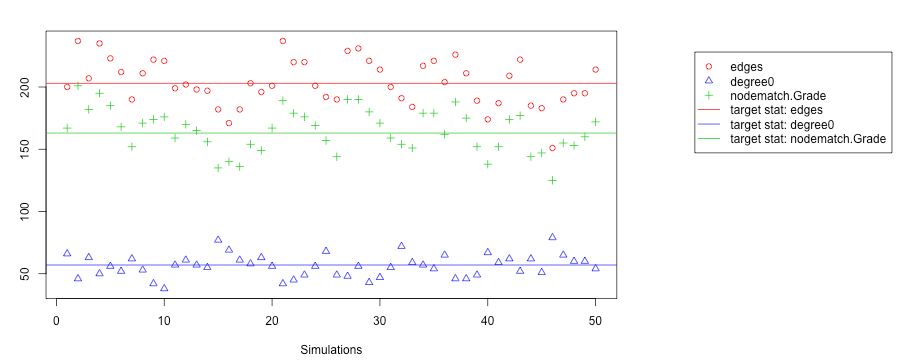 edges
degree0
nodematch.Grade
target stat: edges
target stat: degree0
target stat: nodematch.Grade
200
150
100
50
0 10 20 30 40 50
Simulations